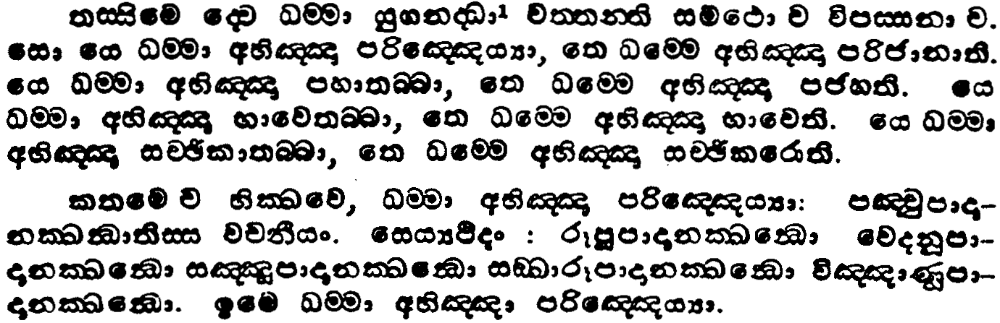 තස්සිමෙ ද්වෙ ධම්මා යුගනද්ධා¹ වත්තන්ති සමථො ච විපස්සනා ච.
සො යෙ ධම්මා අභිඤ්ඤා පරිඤ්ඤෙය්‍යා, තෙ ධම්මෙ අභිඤ්ඤා පරිජානාති.
යෙ ධම්මා අභිඤ්ඤා පහාතබ්බා, තෙ ධම්මෙ අභිඤ්ඤා පජහති. යෙ
ධම්මා අභිඤ්ඤා භාවෙතබ්බා, තෙ ධම්මෙ අභිඤ්ඤා භාවෙති. යෙ ධම්මා
අභිඤ්ඤා සච්ඡිකාතබ්බා, තෙ ධම්මෙ අභිඤ්ඤා සච්ඡිකරොති.
කතමෙ ච භික්ඛවෙ, ධම්මා අභිඤ්ඤා පරිඤ්ඤෙය්‍යා: පඤ්චුපාදා-
නක්ඛන්ධාතිස්ස වචනීයං. සෙය්‍යථිදං : රූපූපාදානක්ඛන්ධො වෙදනූපා-
දානක්ඛන්ධො සඤ්ඤූපාදානක්ඛන්ධො සඞ්ඛාරූපාදානක්ඛන්ධො විඤ්ඤාණූපා-
දානක්ඛන්ධො. ඉමෙ ධම්මා අභිඤ්ඤා පරිඤ්ඤෙය්‍යා.